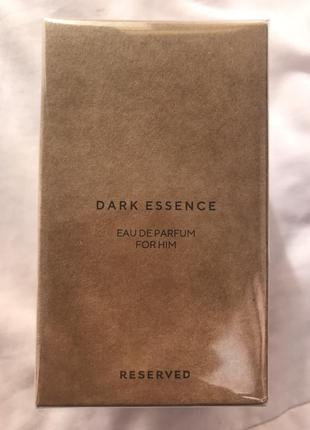 DARK ESSENCE
EAU DE PARFUM
FOR HIM
RESERVED